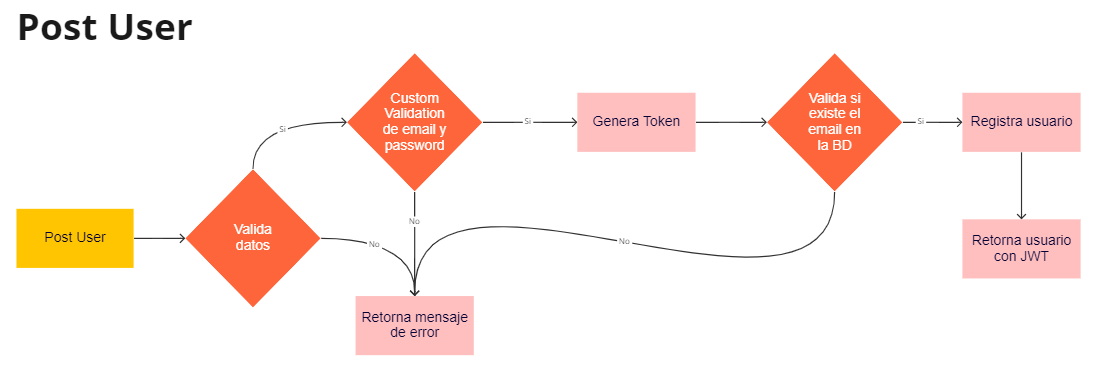 Post User
Post User
Valida
datos
Si
No
Custom
Validation
de email y
password
Si
No
Retorna mensaje
de error
Genera Token
Valida si
existe el
email en
la BD
Si
No
Registra usuario
Retorna usuario
con JWT